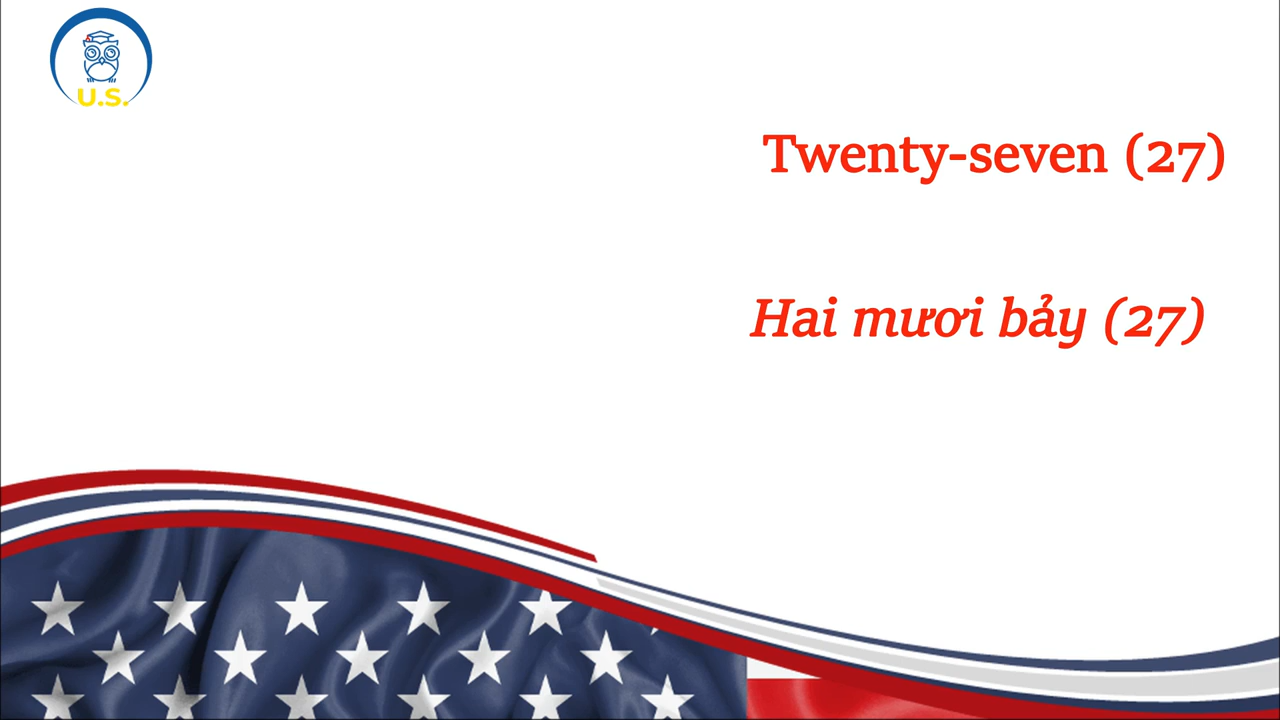 U.S.
Twenty-seven (27)
Hai mươi bảy (27)